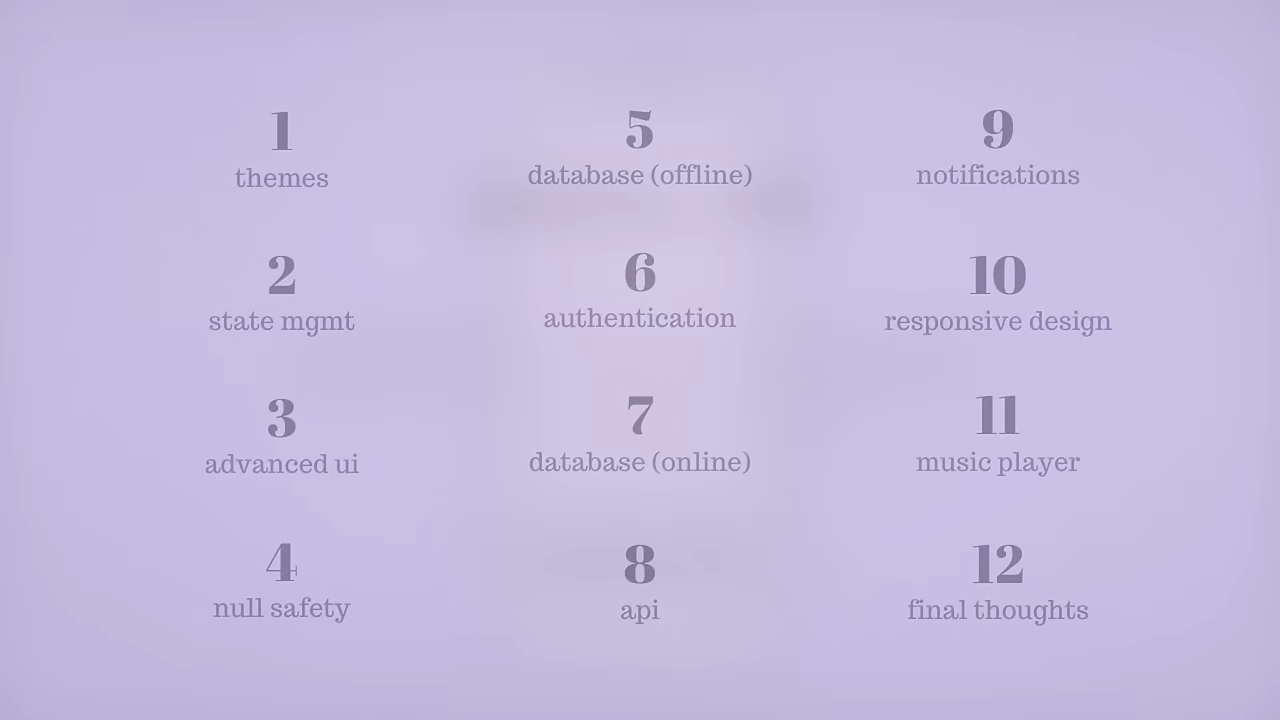 1
themes
2
state mgmt
3
advanced ui
4
null safety
5
database (offline)
6
authentication
7
database (online)
8
api
9
notifications
10
responsive design
11
music player
12
final thoughts